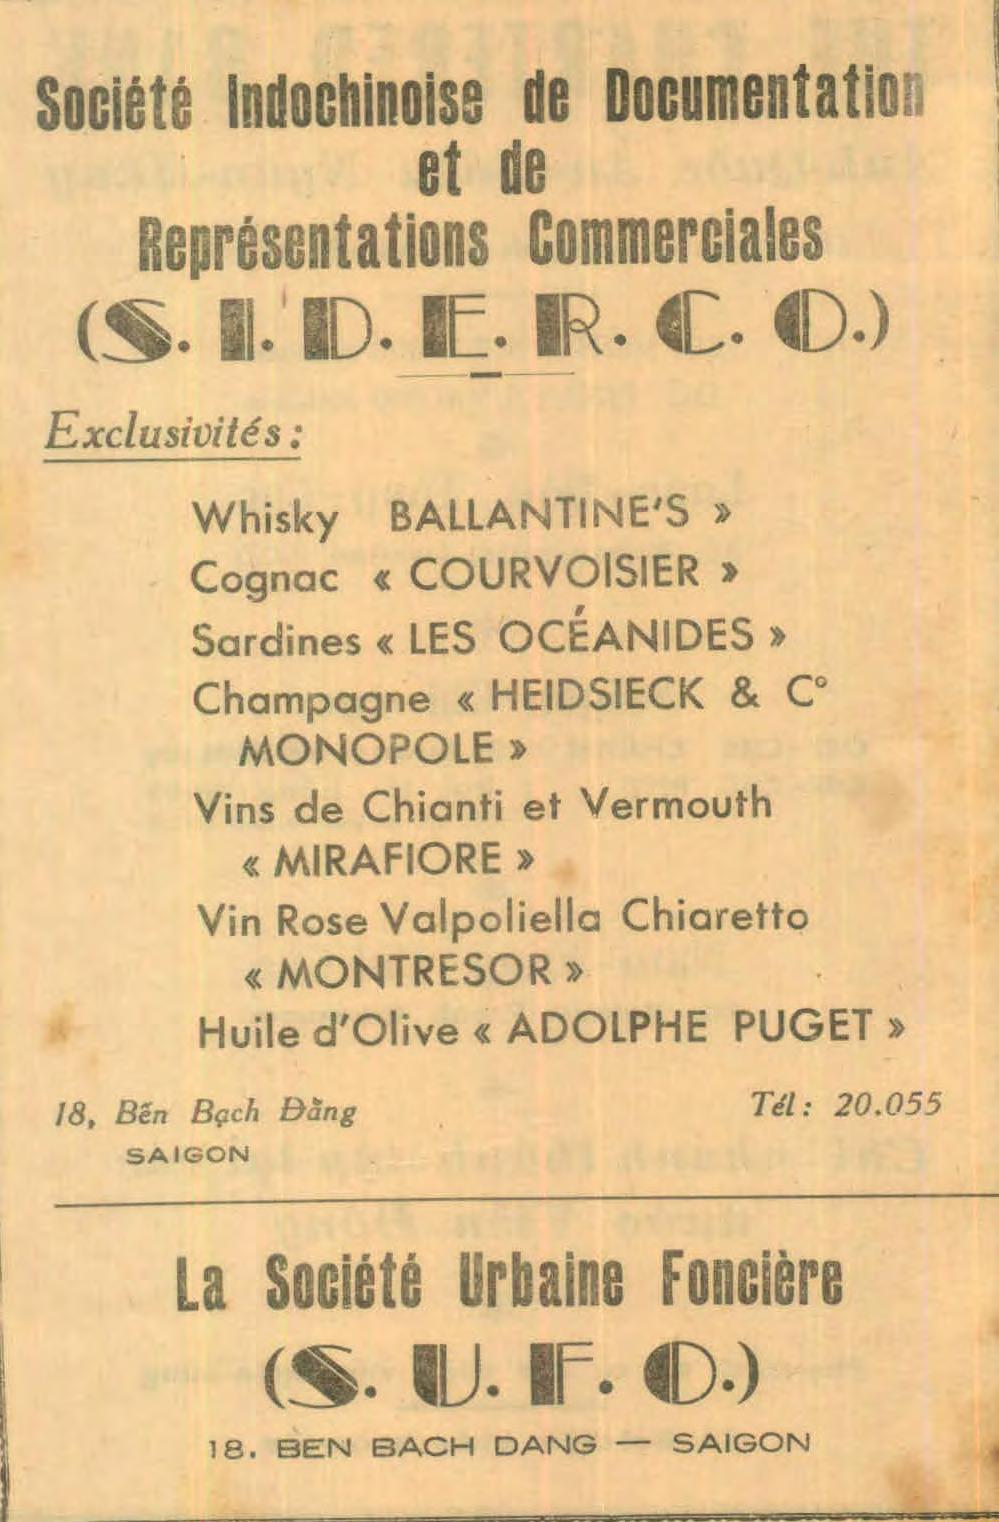 Société Indochinoise de Documentation
et de
Représentations Commerciales
(S. I. D. E. R. C. O.)
Exclusivités :
Whisky BALLANTINE'S »
Cognac « COURVOISIER »
Sardines « LES OCÉANIDES »
Champagne « HEIDSIECK & C°
MONOPOLE »
Vins de Chianti et Vermouth
« MIRAFIORE »
Vin Rose Valpoliella Chiaretto
« MONTRESOR »
Huile d'Olive « ADOLPHE PUGET »
18, Bến Bạch Đằng
Tél : 20.055
SAIGON
La Société Urbaine Foncière
(S. U. F. O.)
18. BEN BACH DANG — SAIGON